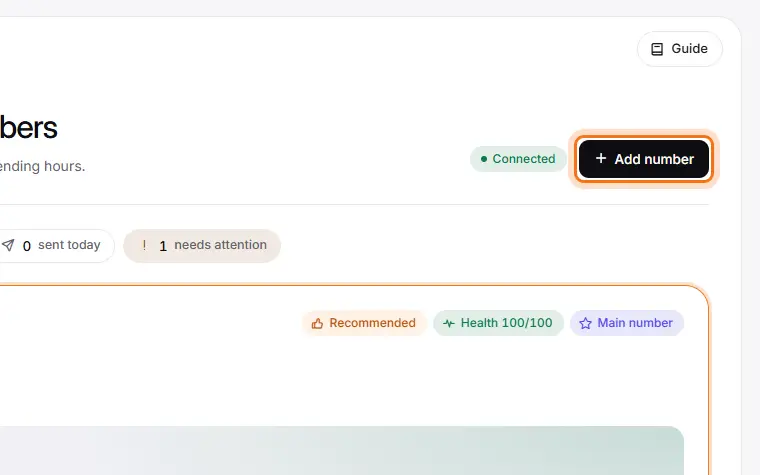 Guide
bers
Connected
Add number
ending hours.
0 sent today
! 1 needs attention
Recommended
Health 100/100
Main number